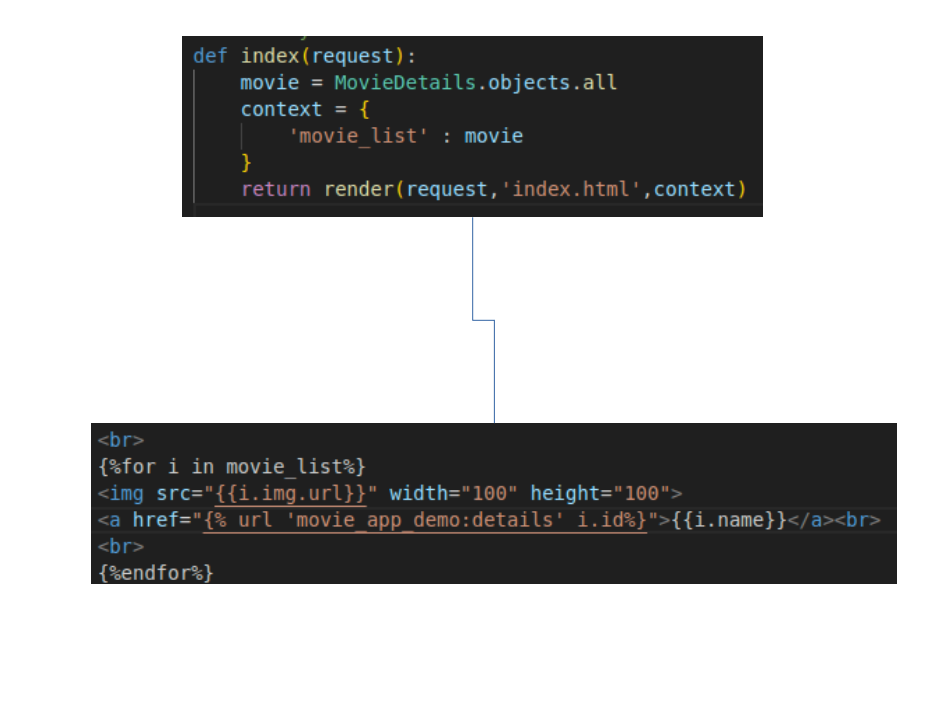 def index(request):
movie = MovieDetails.objects.all
context = {
'movie_list' : movie
}
return render(request,'index.html',context)
<br>
{%for i in movie_list%}
<img src="{{i.img.url}}" width="100" height="100">
<a href="{% url 'movie_app_demo:details' i.id%}">{{i.name}}</a><br>
<br>
{%endfor%}